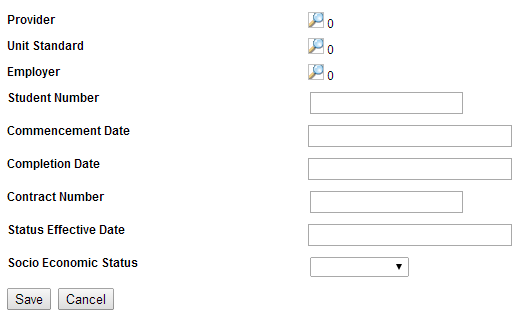 Provider 0
Unit Standard 0
Employer 0
Student Number
Commencement Date
Completion Date
Contract Number
Status Effective Date
Socio Economic Status
Save Cancel